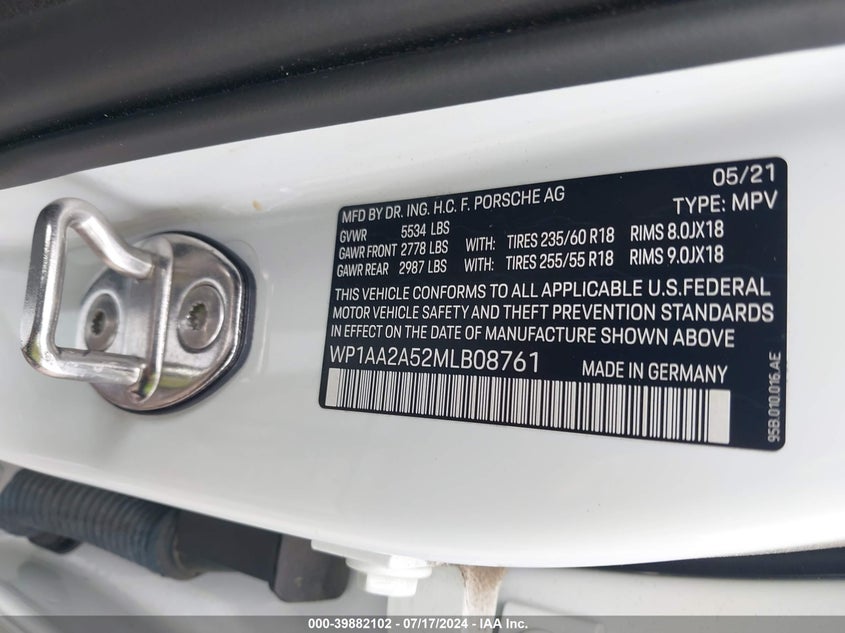 05/21
MFD BY DR. ING. H.C. F. PORSCHE AG TYPE: MPV
GVWR 5534 LBS
GAWR FRONT 2778 LBS WITH: TIRES 235/60 R18 RIMS 8.0JX18
GAWR REAR 2987 LBS WITH: TIRES 255/55 R18 RIMS 9.0JX18
THIS VEHICLE CONFORMS TO ALL APPLICABLE U.S.FEDERAL
MOTOR VEHICLE SAFETY AND THEFT PREVENTION STANDARDS
IN EFFECT ON THE DATE OF MANUFACTURE SHOWN ABOVE
WP1AA2A52MLB08761 MADE IN GERMANY
95B.010.016.AE
000-39882102 - 07/17/2024 - IAA Inc.